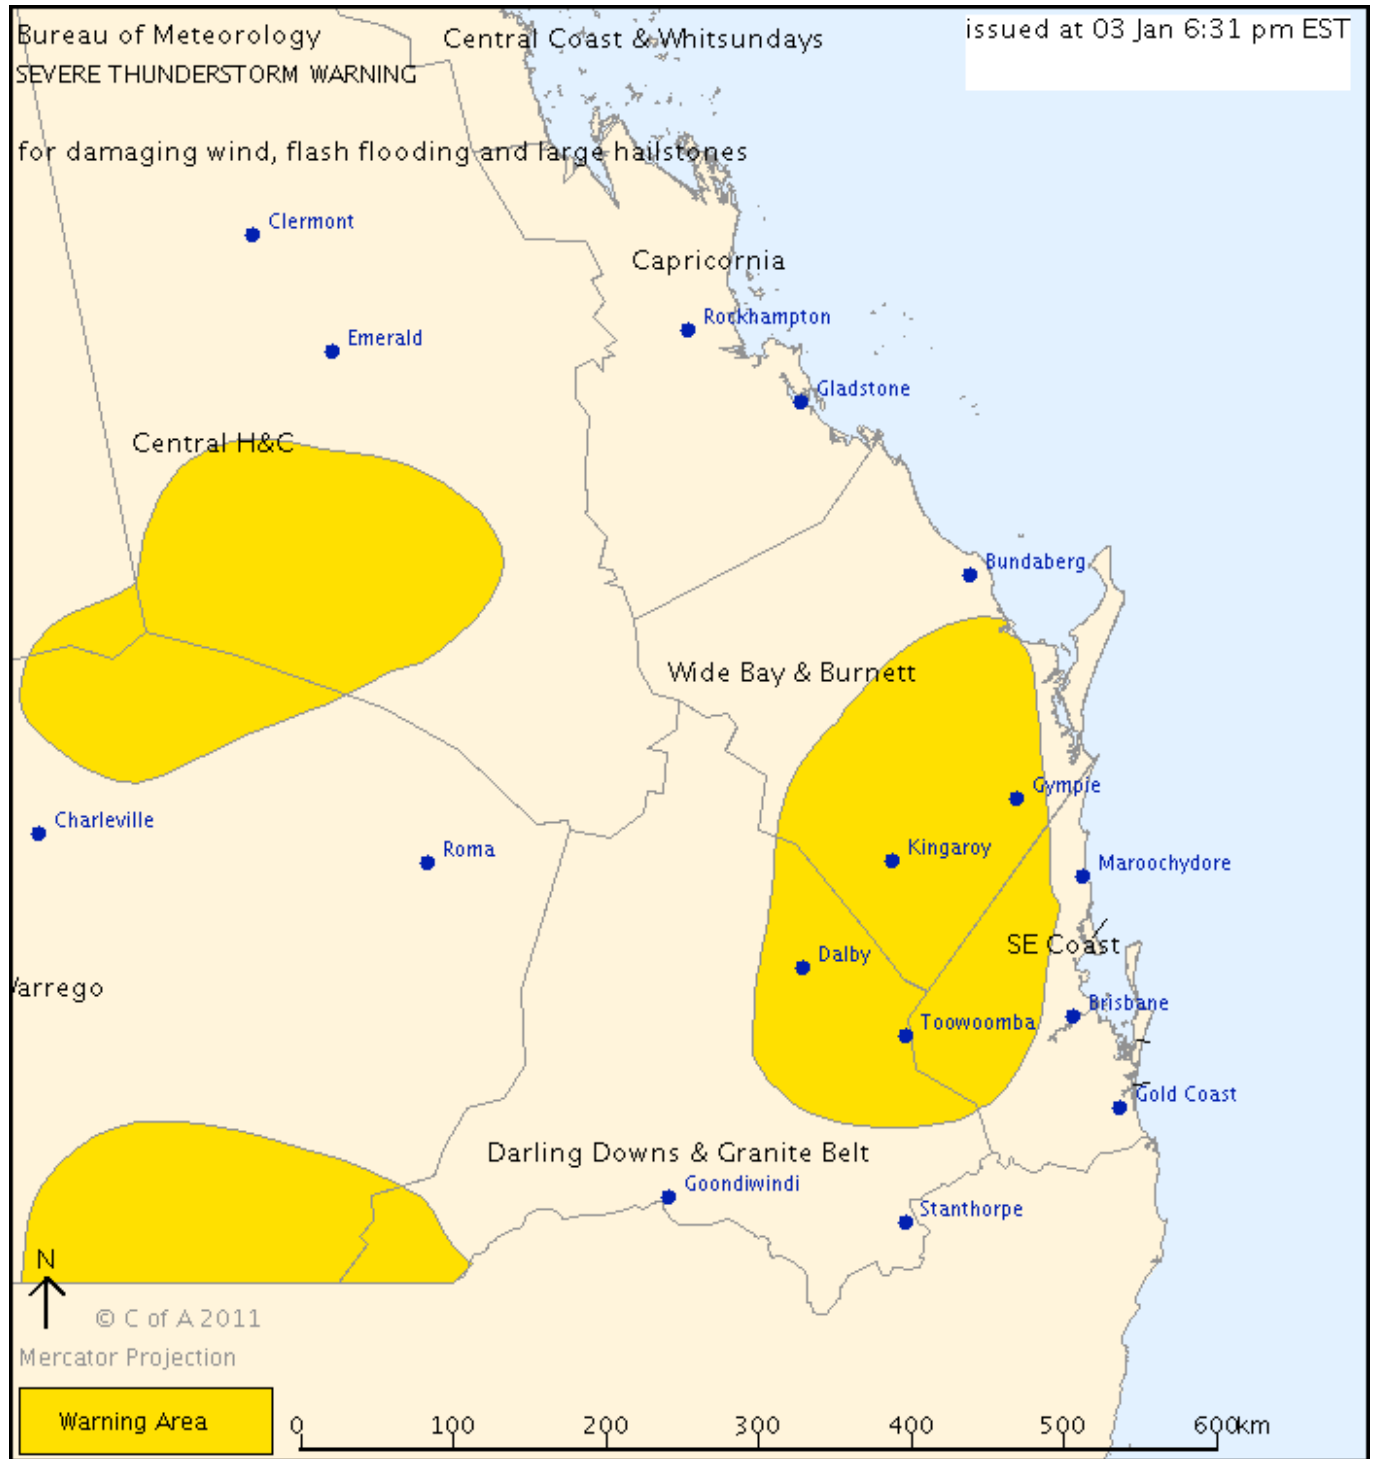 Bureau of Meteorology
Central Coast & Whitsundays
issued at 03 Jan 6:31 pm EST
SEVERE THUNDERSTORM WARNING
for damaging wind, flash flooding and large hailstones
Clermont
Capricornia
Rockhampton
Emerald
Gladstone
Central H&C
Bundaberg
Wide Bay & Burnett
Gympie
Charleville
Kingaroy
Roma
Maroochydore
SE Coast
Dalby
arrego
Brisbane
Toowoomba
Gold Coast
Darling Downs & Granite Belt
Goondiwindi
Stanthorpe
N
© C of A 2011
Mercator Projection
Warning Area
0 100 200 300 400 500 600km